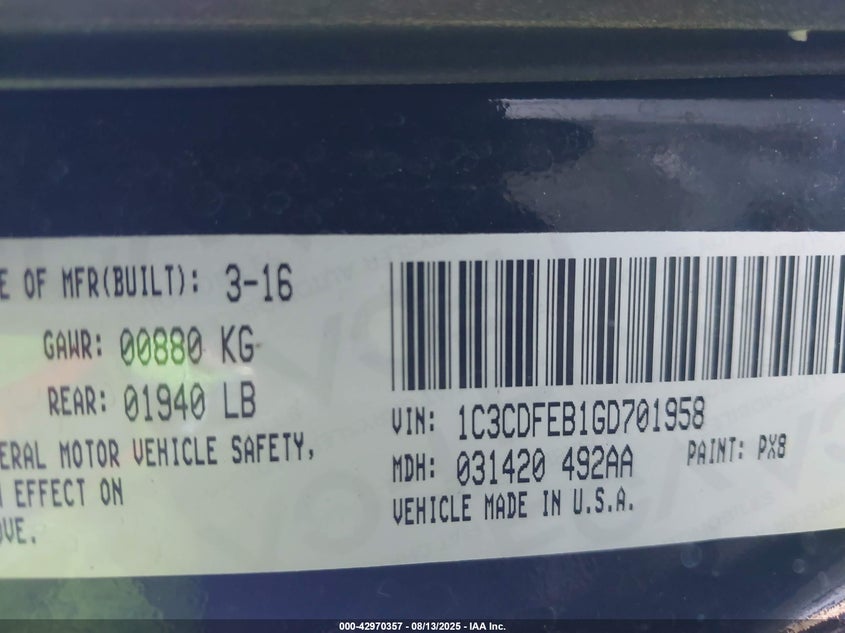 E OF MFR(BUILT): 3-16
GAWR: 00880 KG
REAR: 01940 LB
ERAL MOTOR VEHICLE SAFETY,
EFFECT ON
OVE.
VIN: 1C3CDFEB1GD701958
MDH: 031420 492AA PAINT: PX8
VEHICLE MADE IN U.S.A.
000-42970357 - 08/13/2025 - IAA Inc.